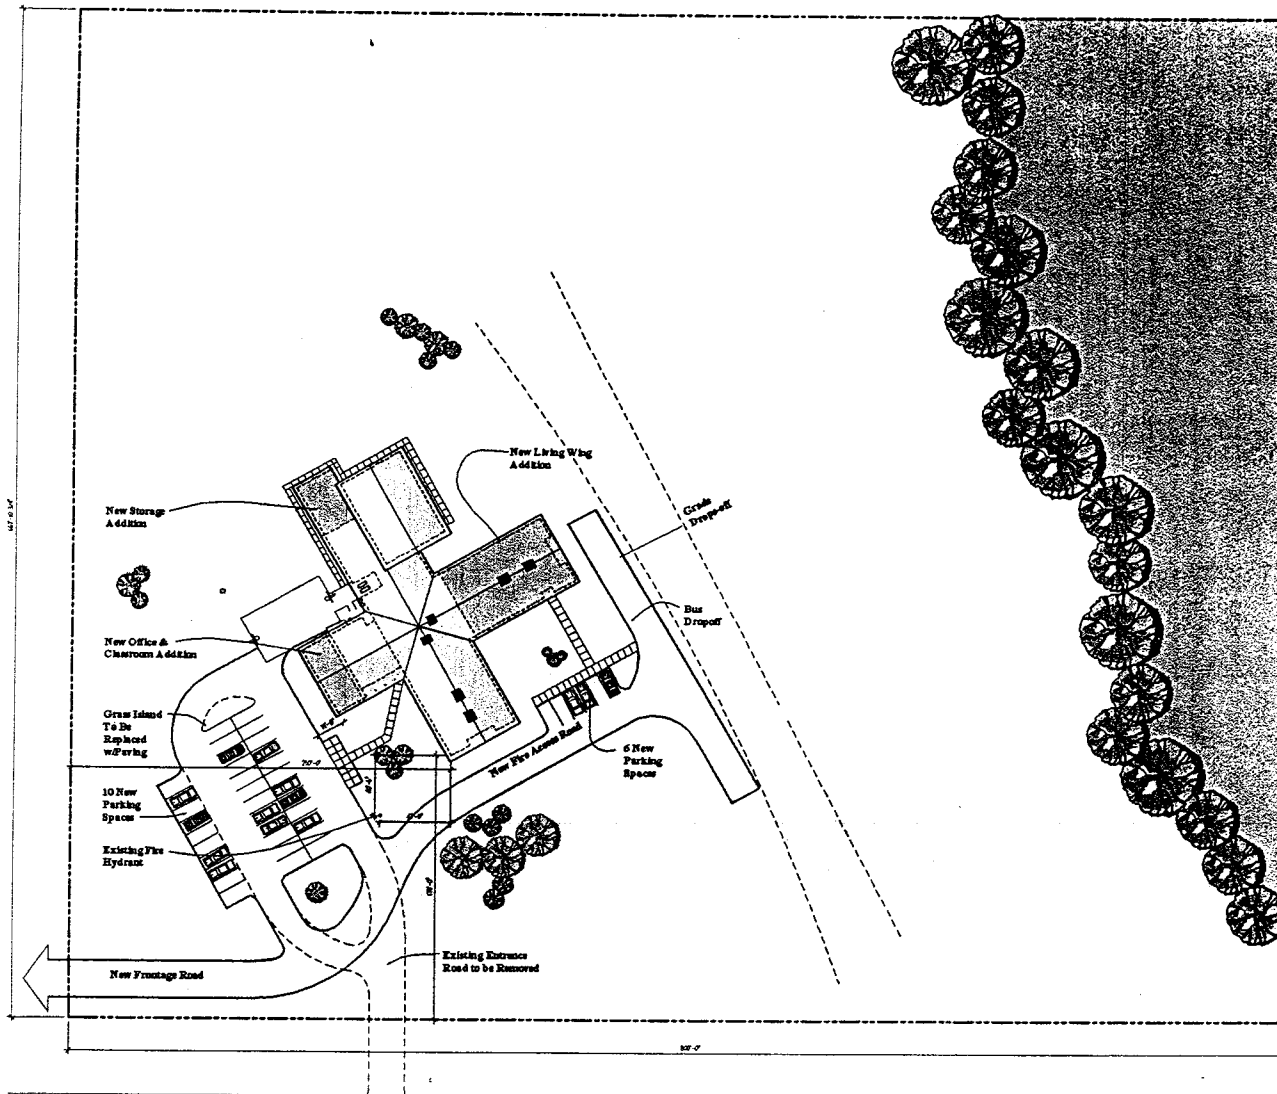 New Living Wing
Addition
New Storage
Addition
Grade
Drop-off
Bus
Dropoff
New Office &
Classroom Addition
Grass Island
To Be
Replaced
w/Paving
New Fire Access Road
6 New
Parking
Spaces
10 New
Parking
Spaces
Existing Fire
Hydrant
Existing Entrance
Road to be Removed
New Frontage Road